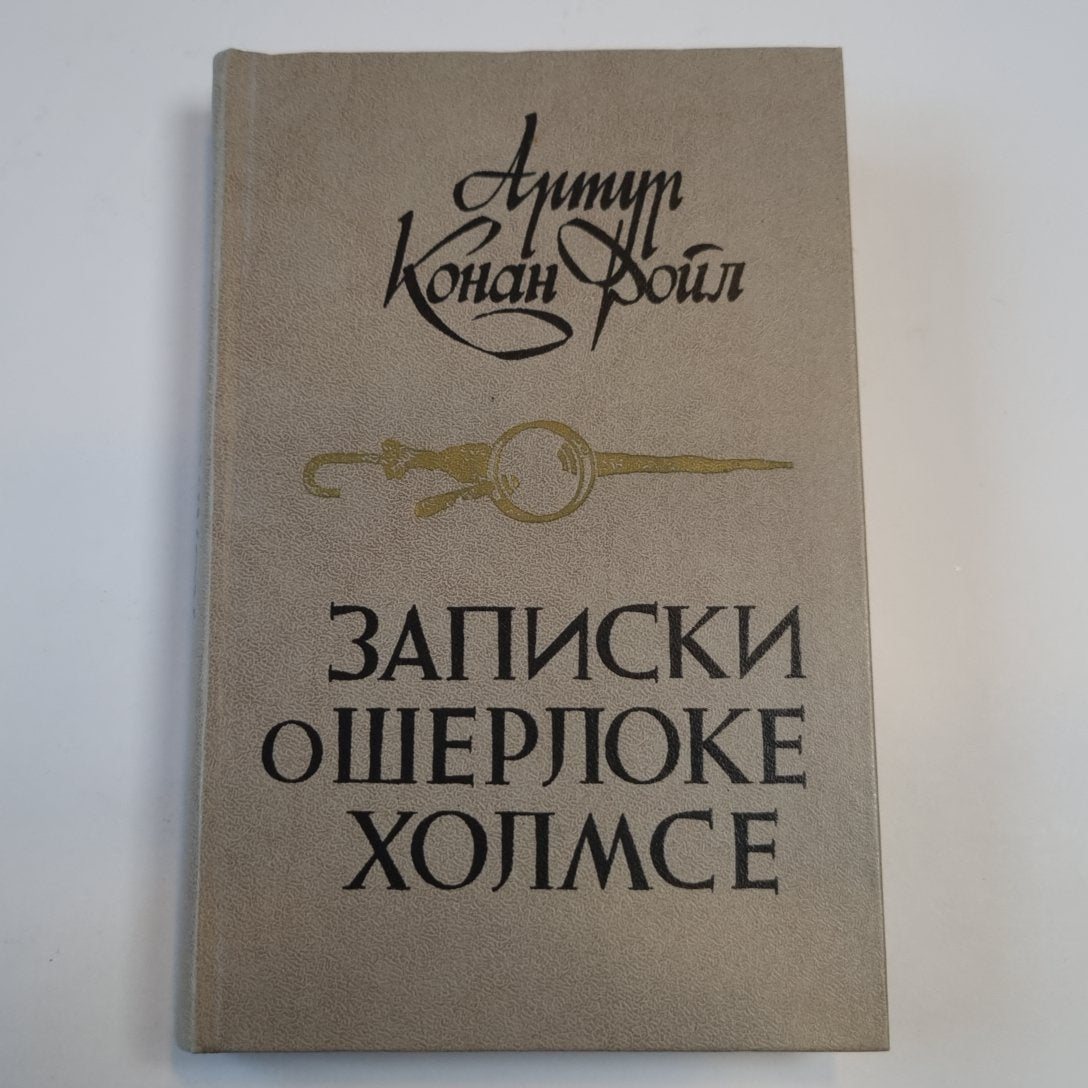 Артур
Конан Дойл
ЗАПИСКИ
О ШЕРЛОКЕ
ХОЛМСЕ